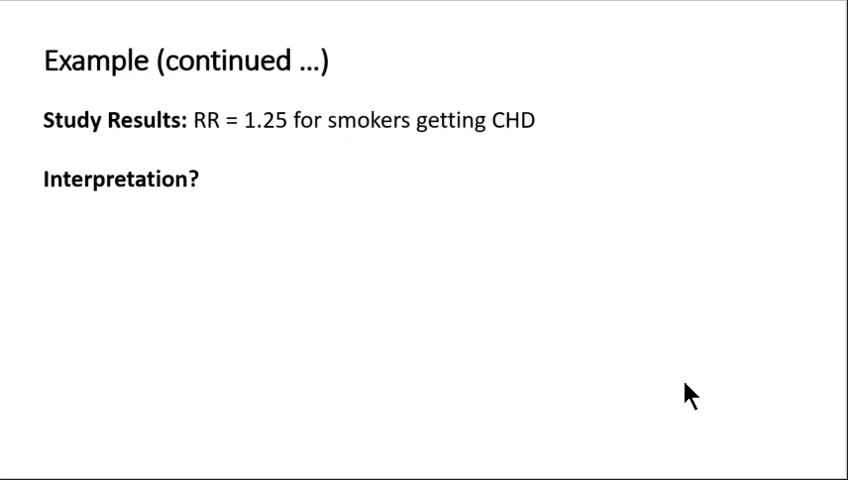 Example (continued ...)
Study Results: RR = 1.25 for smokers getting CHD
Interpretation?